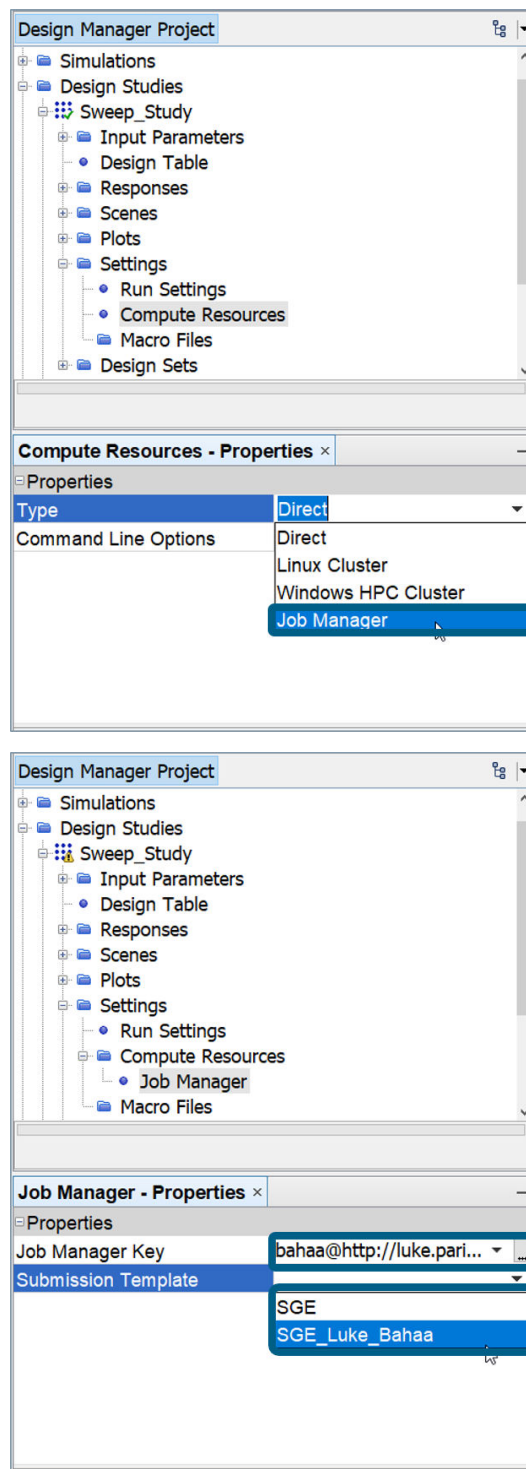 Design Manager Project
Simulations
Design Studies
Sweep_Study
Input Parameters
Design Table
Responses
Scenes
Plots
Settings
Run Settings
Compute Resources
Macro Files
Design Sets
Compute Resources - Properties ×
Properties
Type Direct
Command Line Options Direct
Linux Cluster
Windows HPC Cluster
Job Manager
Design Manager Project
Simulations
Design Studies
Sweep_Study
Input Parameters
Design Table
Responses
Scenes
Plots
Settings
Run Settings
Compute Resources
Job Manager
Macro Files
Job Manager - Properties ×
Properties
Job Manager Key bahaa@http://luke.pari... ...
Submission Template
SGE
SGE_Luke_Bahaa